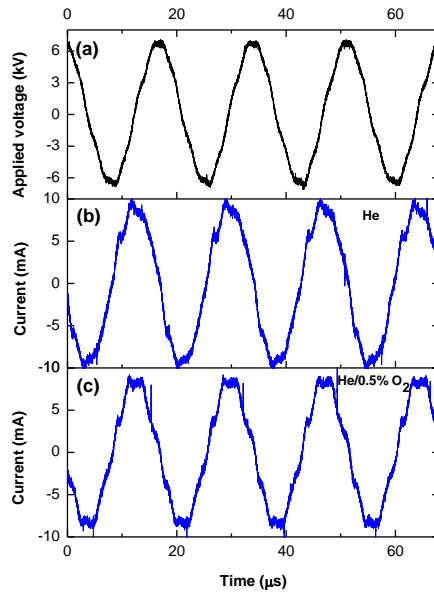 0 20 40 60
(a)
Applied voltage (kV)
6
3
0
-3
-6
(b)
He
Current (mA)
10
5
0
-5
-10
(c)
He/0.5% O2
Current (mA)
5
0
-5
-10
0 20 40 60
Time (μs)